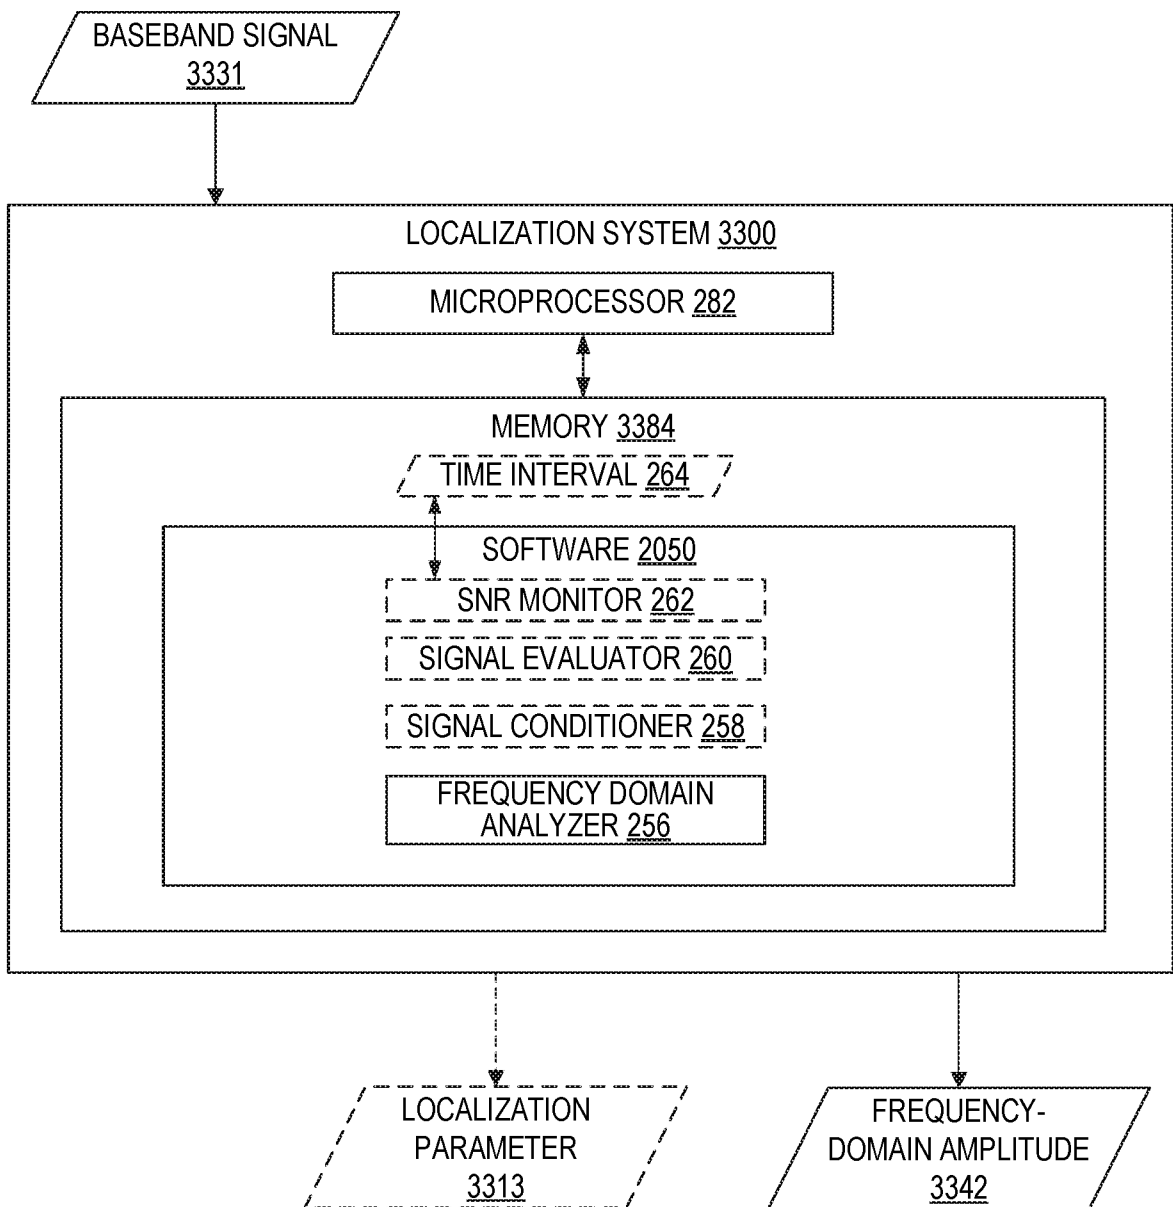 BASEBAND SIGNAL
3331
LOCALIZATION SYSTEM 3300
MICROPROCESSOR 282
MEMORY 3384
TIME INTERVAL 264
SOFTWARE 2050
SNR MONITOR 262
SIGNAL EVALUATOR 260
SIGNAL CONDITIONER 258
FREQUENCY DOMAIN
ANALYZER 256
LOCALIZATION
PARAMETER
3313
FREQUENCY-
DOMAIN AMPLITUDE
3342